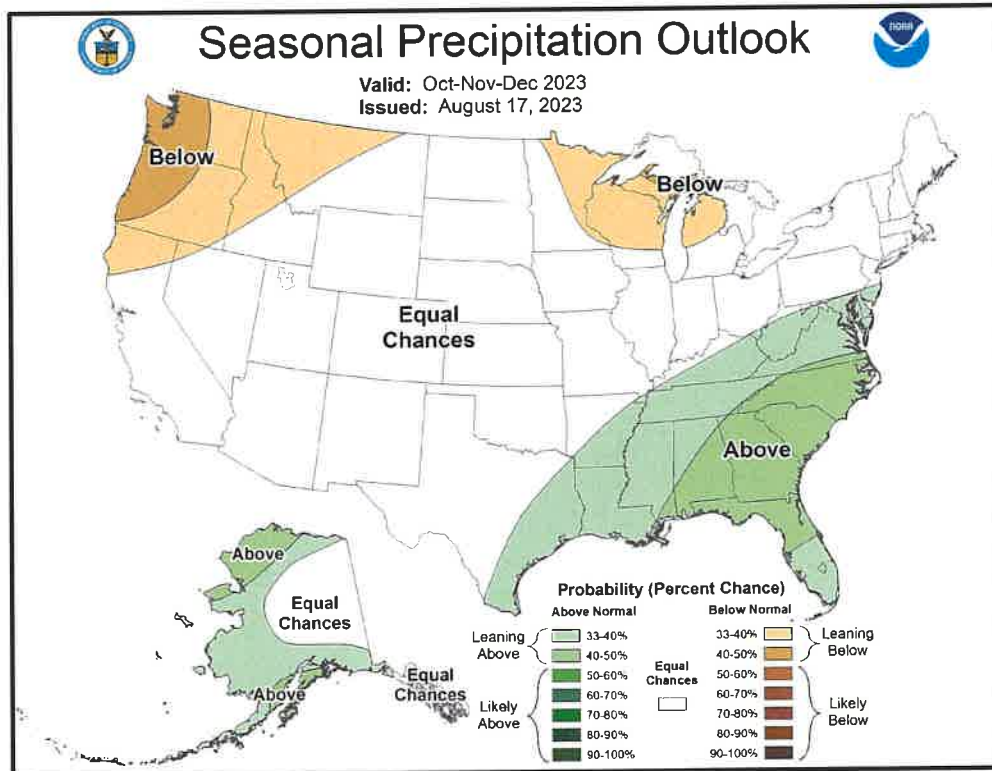 Seasonal Precipitation Outlook
NOAA
Valid: Oct-Nov-Dec 2023
Issued: August 17, 2023
Below
Below
Equal
Chances
Above
Above
Equal
Chances
Above
Equal
Chances
Probability (Percent Chance)
Above Normal
Below Normal
Leaning
Above
33-40%
40-50%
Likely
Above
50-60%
60-70%
70-80%
80-90%
90-100%
Equal
Chances
33-40%
40-50%
Leaning
Below
50-60%
60-70%
70-80%
80-90%
90-100%
Likely
Below